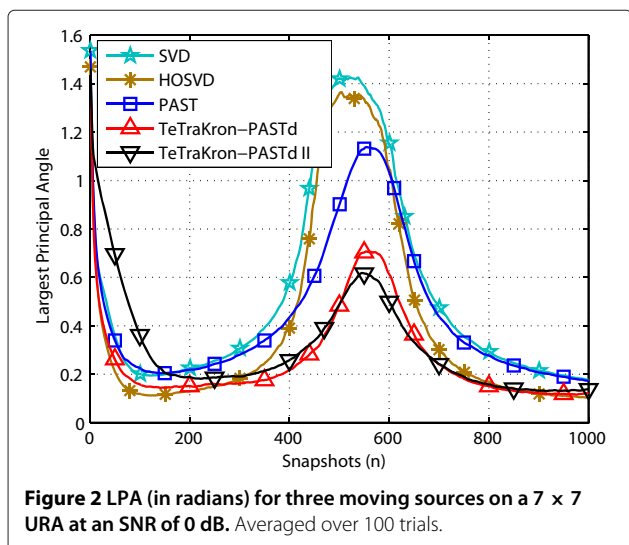 1.6
1.4
1.2
1
0.8
0.6
0.4
0.2
0
Largest Principal Angle
SVD
HOSVD
PAST
TeTraKron−PASTd
TeTraKron−PASTd II
0 200 400 600 800 1000
Snapshots (n)
Figure 2 LPA (in radians) for three moving sources on a 7 × 7
URA at an SNR of 0 dB. Averaged over 100 trials.